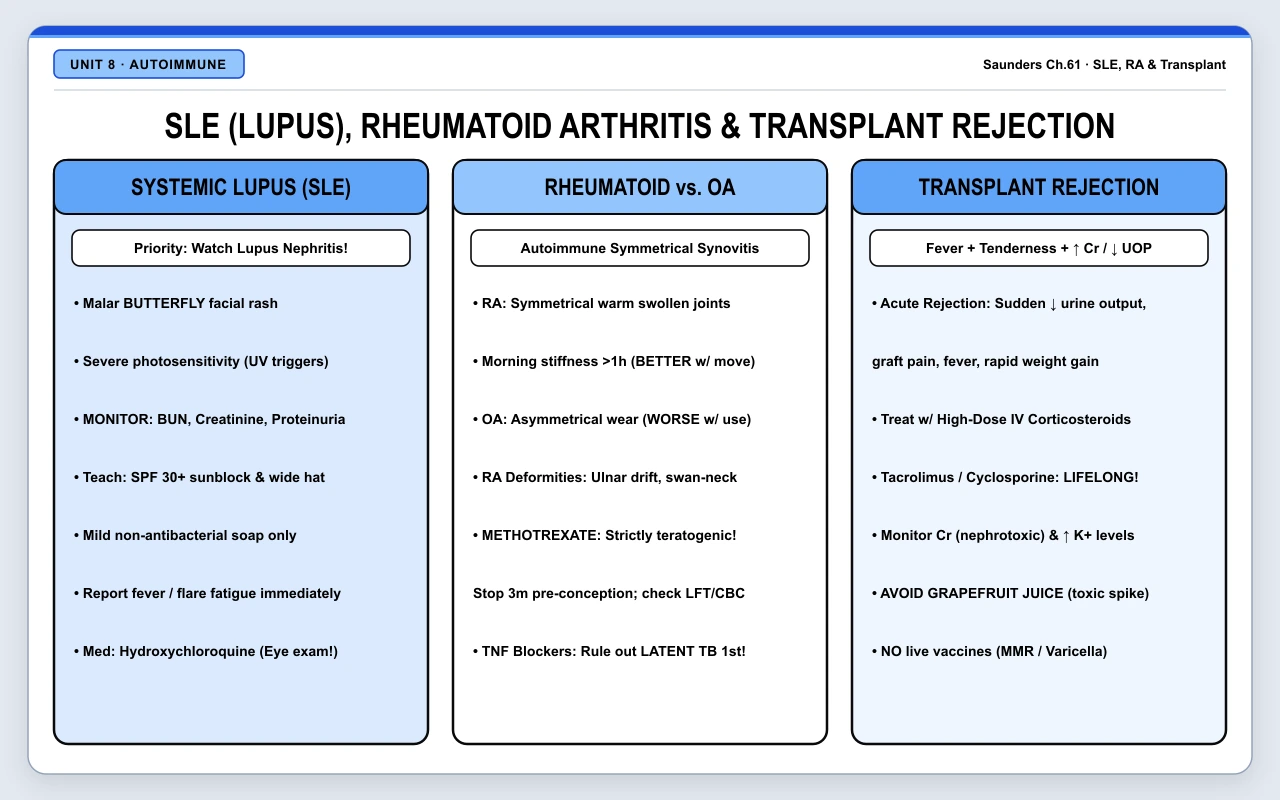 UNIT 8 · AUTOIMMUNE
Saunders Ch.61 · SLE, RA & Transplant
SLE (LUPUS), RHEUMATOID ARTHRITIS & TRANSPLANT REJECTION
SYSTEMIC LUPUS (SLE)
Priority: Watch Lupus Nephritis!
• Malar BUTTERFLY facial rash
• Severe photosensitivity (UV triggers)
• MONITOR: BUN, Creatinine, Proteinuria
• Teach: SPF 30+ sunblock & wide hat
• Mild non-antibacterial soap only
• Report fever / flare fatigue immediately
• Med: Hydroxychloroquine (Eye exam!)
RHEUMATOID vs. OA
Autoimmune Symmetrical Synovitis
• RA: Symmetrical warm swollen joints
• Morning stiffness >1h (BETTER w/ move)
• OA: Asymmetrical wear (WORSE w/ use)
• RA Deformities: Ulnar drift, swan-neck
• METHOTREXATE: Strictly teratogenic!
Stop 3m pre-conception; check LFT/CBC
• TNF Blockers: Rule out LATENT TB 1st!
TRANSPLANT REJECTION
Fever + Tenderness + ↑ Cr / ↓ UOP
• Acute Rejection: Sudden ↓ urine output,
graft pain, fever, rapid weight gain
• Treat w/ High-Dose IV Corticosteroids
• Tacrolimus / Cyclosporine: LIFELONG!
• Monitor Cr (nephrotoxic) & ↑ K+ levels
• AVOID GRAPEFRUIT JUICE (toxic spike)
• NO live vaccines (MMR / Varicella)